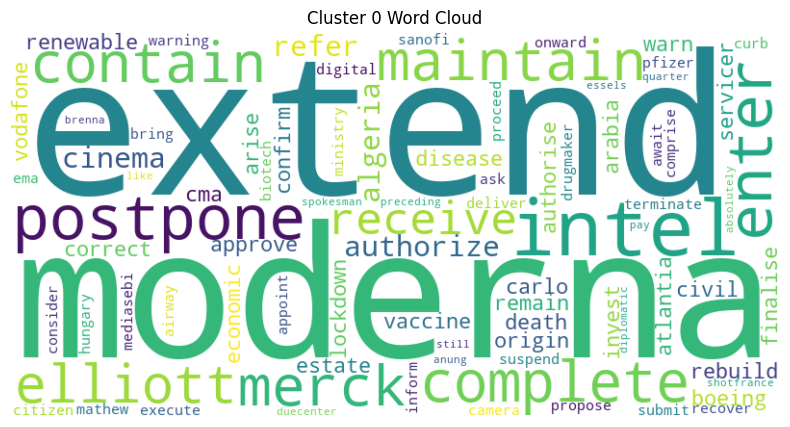 Cluster 0 Word Cloud
renewable warning refer sanofi onward warn curb
contain digital maintain pfizer quarter
vodafone extend servicer enter
brenna bring arise confirm ministry algeria essels proceed arabia await comprise
cinema biotech disease drugmaker
ema like cma ask authorise
postpone spokesman preceding deliver terminate absolutely
receive intel pay
correct approve authorize
moderna
consider hungary mediasebi airway economic appoint lockdown carlo invest diplomatic atlantia civil finalise
vaccine remain
death
still origin
estate anung suspend rebuild
elliott merck inform complete shotfrance boeing
citizen mathew execute duecenter camera propose submit recover